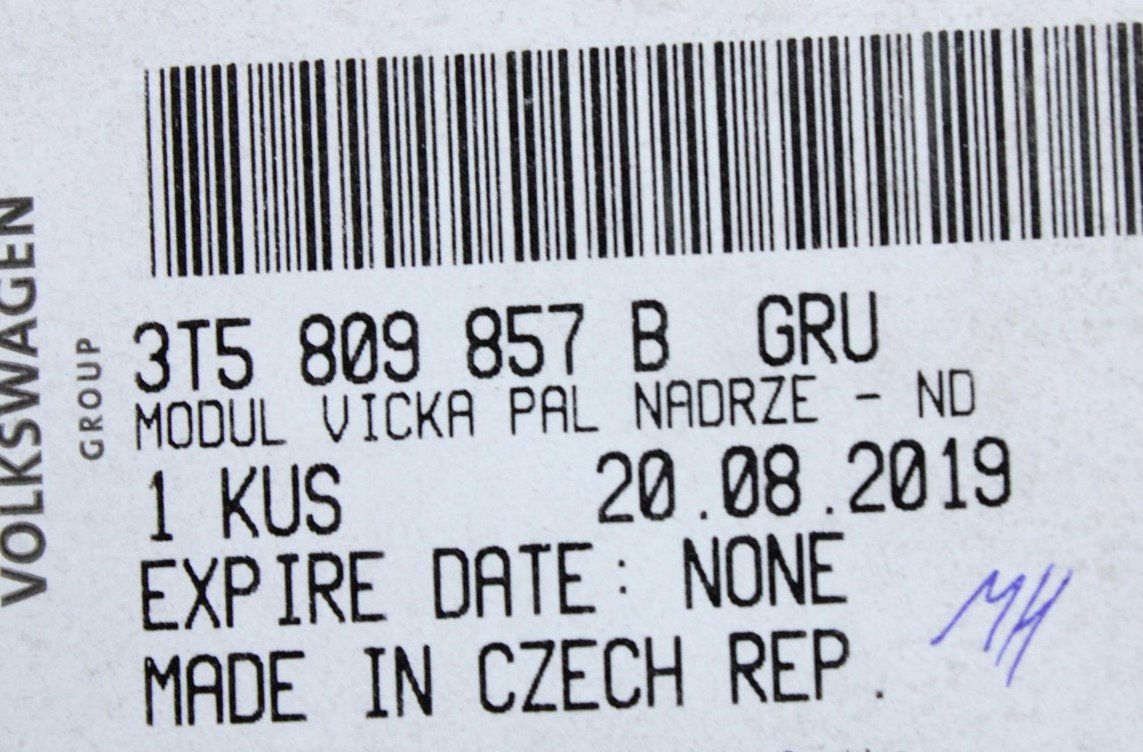 VOLKSWAGEN
GROUP
3T5 809 857 B GRU
MODUL VICKA PAL NADRZE - ND
1 KUS 20.08.2019
EXPIRE DATE: NONE
MADE IN CZECH REP.
MH